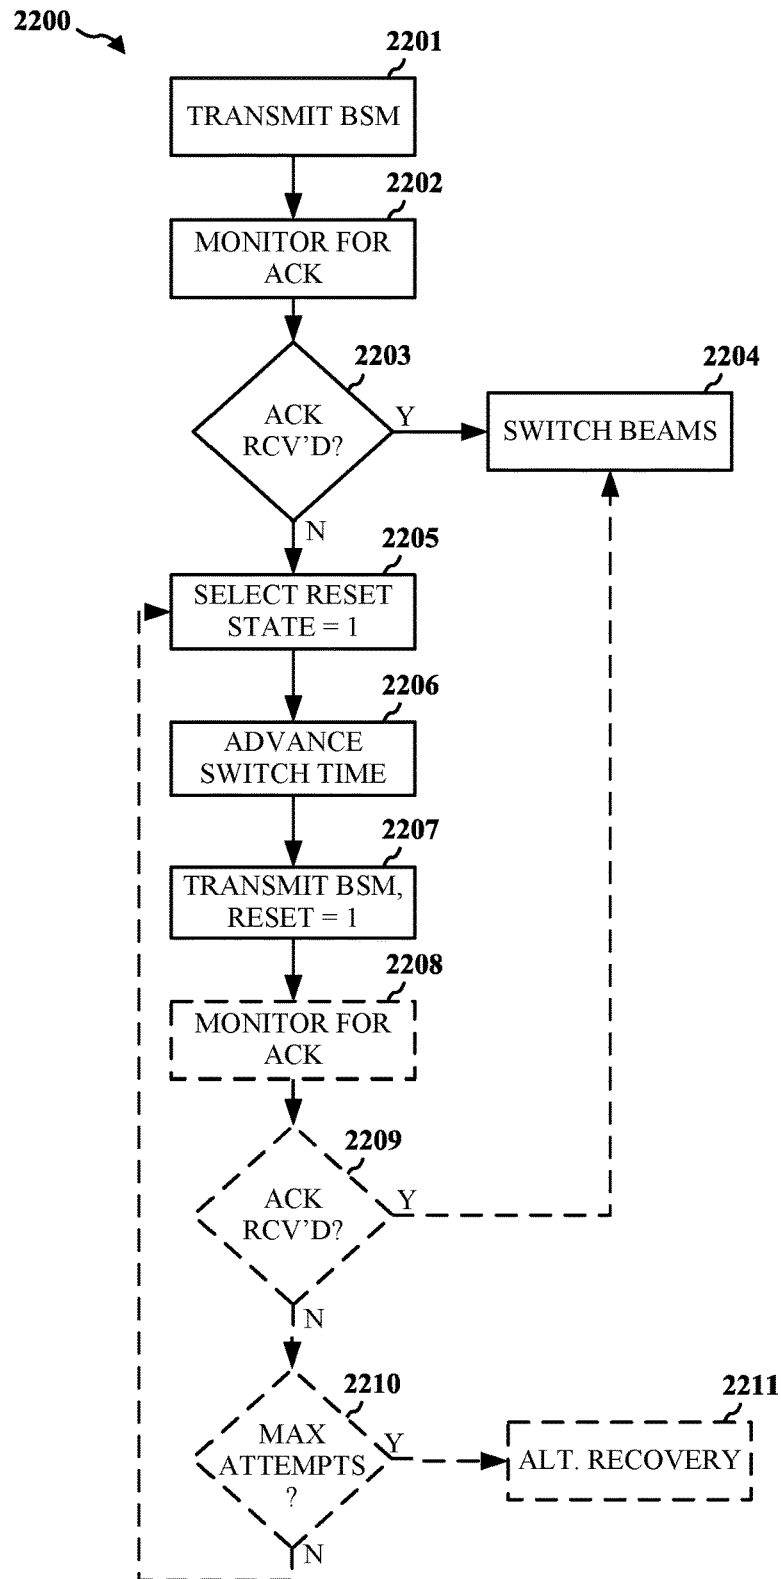 2200
2201
TRANSMIT BSM
2202
MONITOR FOR
ACK
2203
ACK
RCV'D?
Y
N
2204
SWITCH BEAMS
2205
SELECT RESET
STATE = 1
2206
ADVANCE
SWITCH TIME
2207
TRANSMIT BSM,
RESET = 1
2208
MONITOR FOR
ACK
2209
ACK
RCV'D?
Y
N
2210
MAX
ATTEMPTS
?
Y
N
2211
ALT. RECOVERY